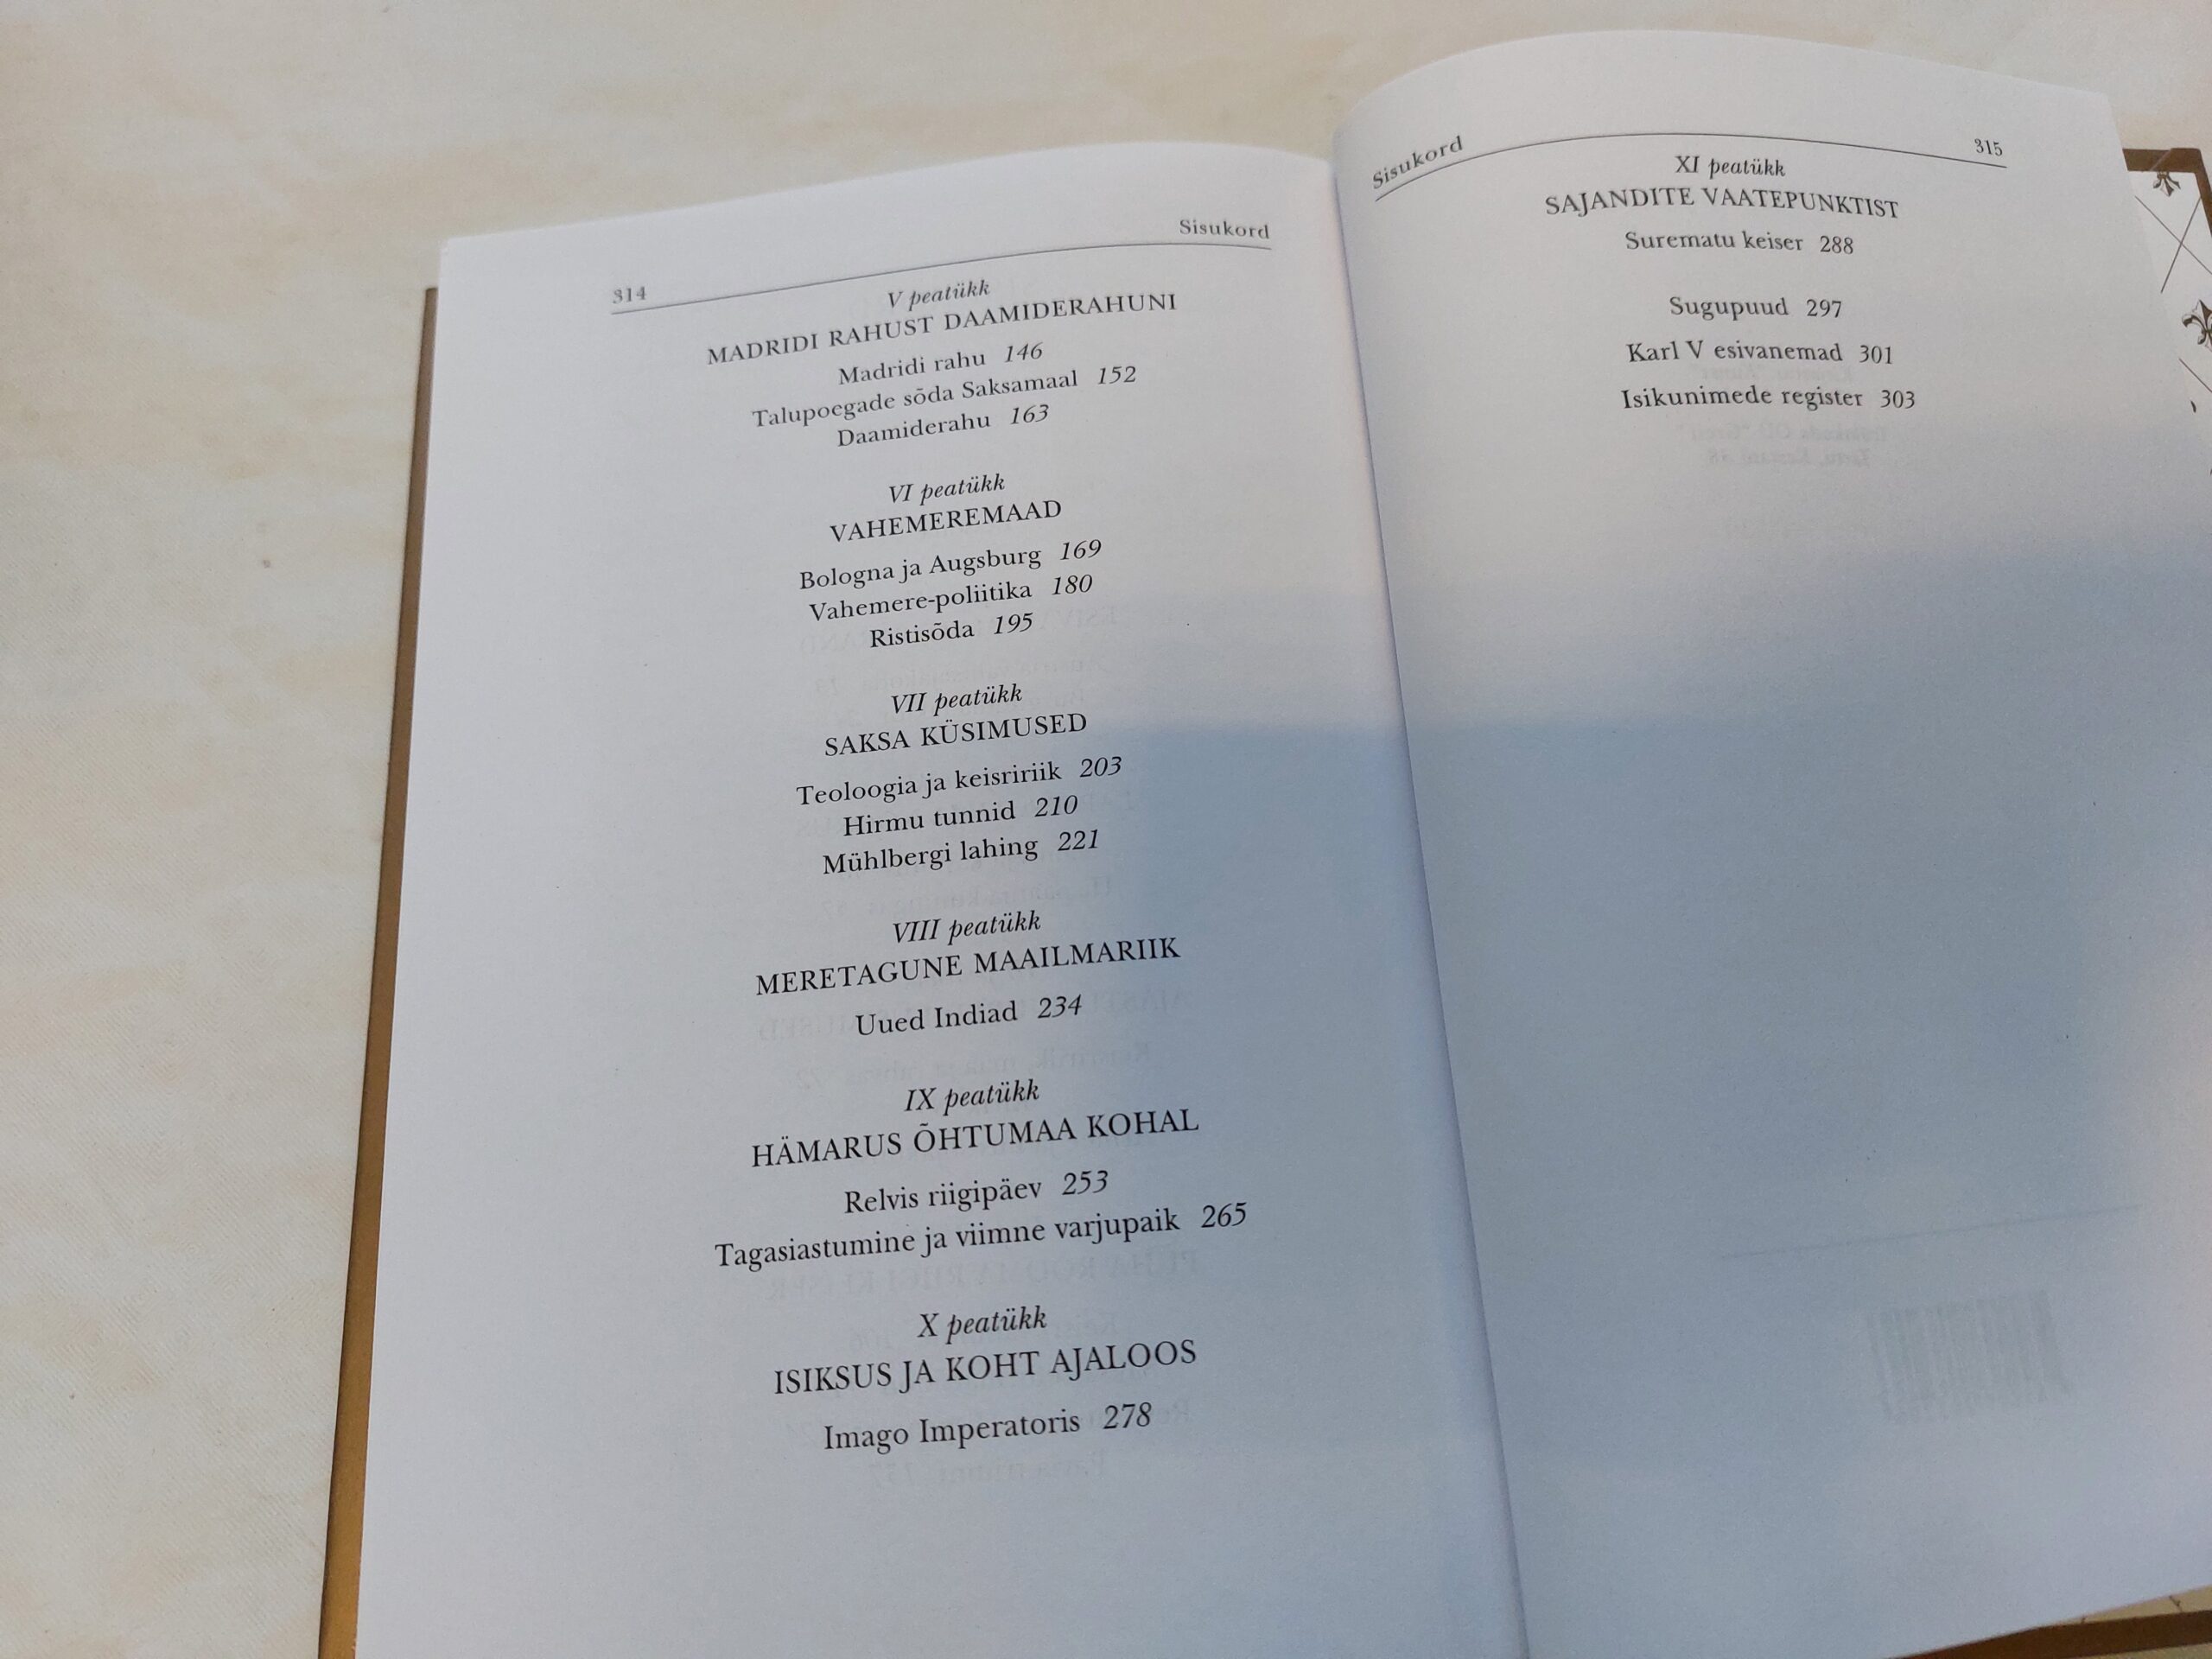 314
Sisukord
V peatükk
MADRIDI RAHUST DAAMIDERAHUNI
Madridi rahu 146
Talupoegade sõda Saksamaal 152
Daamiderahu 163
VI peatükk
VAHEMEREMAAD
Bologna ja Augsburg 169
Vahemere-poliitika 180
Ristisõda 195
VII peatükk
SAKSA KÜSIMUSED
Teoloogia ja keisririik 203
Hirmu tunnid 210
Mühlbergi lahing 221
VIII peatükk
MERETAGUNE MAAILMARIIK
Uued Indiad 234
IX peatükk
HÄMARUS ÕHTUMAA KOHAL
Relvis riigipäev 253
Tagasiastumine ja viimne varjupaik 265
X peatükk
ISIKSUS JA KOHT AJALOOS
Imago Imperatoris 278
Sisukord
315
XI peatükk
SAJANDITE VAATEPUNKTIST
Surematu keiser 288
Sugupuud 297
Karl V esivanemad 301
Isikunimede register 303